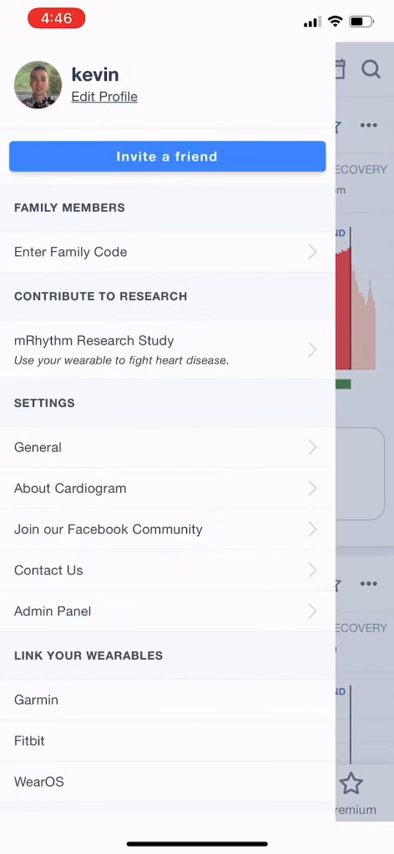 4:46
kevin
Edit Profile
Invite a friend
FAMILY MEMBERS
Enter Family Code
CONTRIBUTE TO RESEARCH
mRhythm Research Study
Use your wearable to fight heart disease.
SETTINGS
General
About Cardiogram
Join our Facebook Community
Contact Us
Admin Panel
LINK YOUR WEARABLES
Garmin
Fitbit
WearOS
ECOVERY
m
ND
ECOVERY
ND
remium